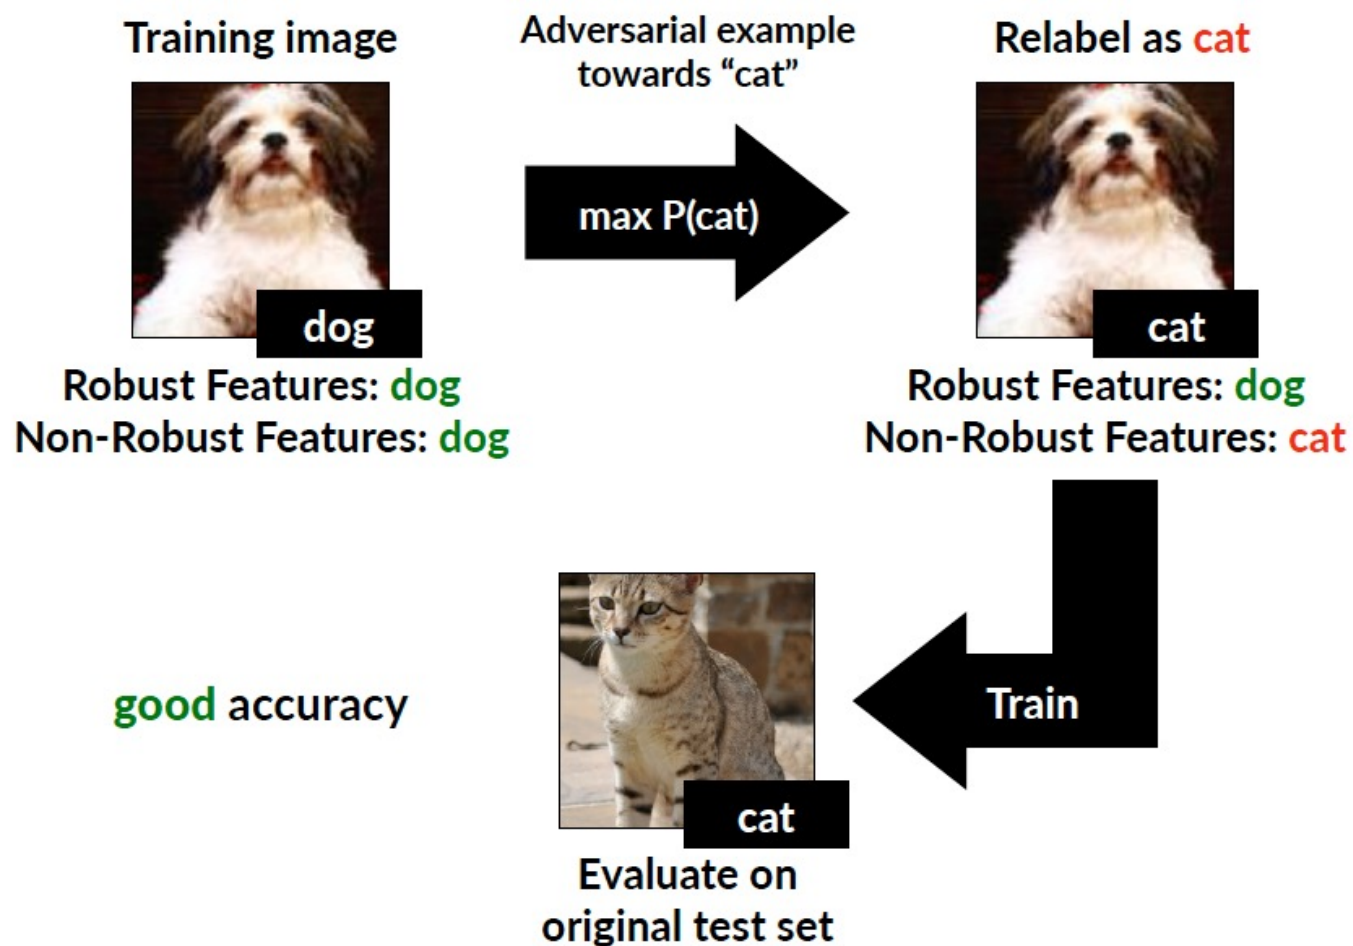 Training image
Adversarial example
towards “cat”
Relabel as cat
max P(cat)
dog
cat
Robust Features: dog
Non-Robust Features: dog
Robust Features: dog
Non-Robust Features: cat
good accuracy
Train
cat
Evaluate on
original test set